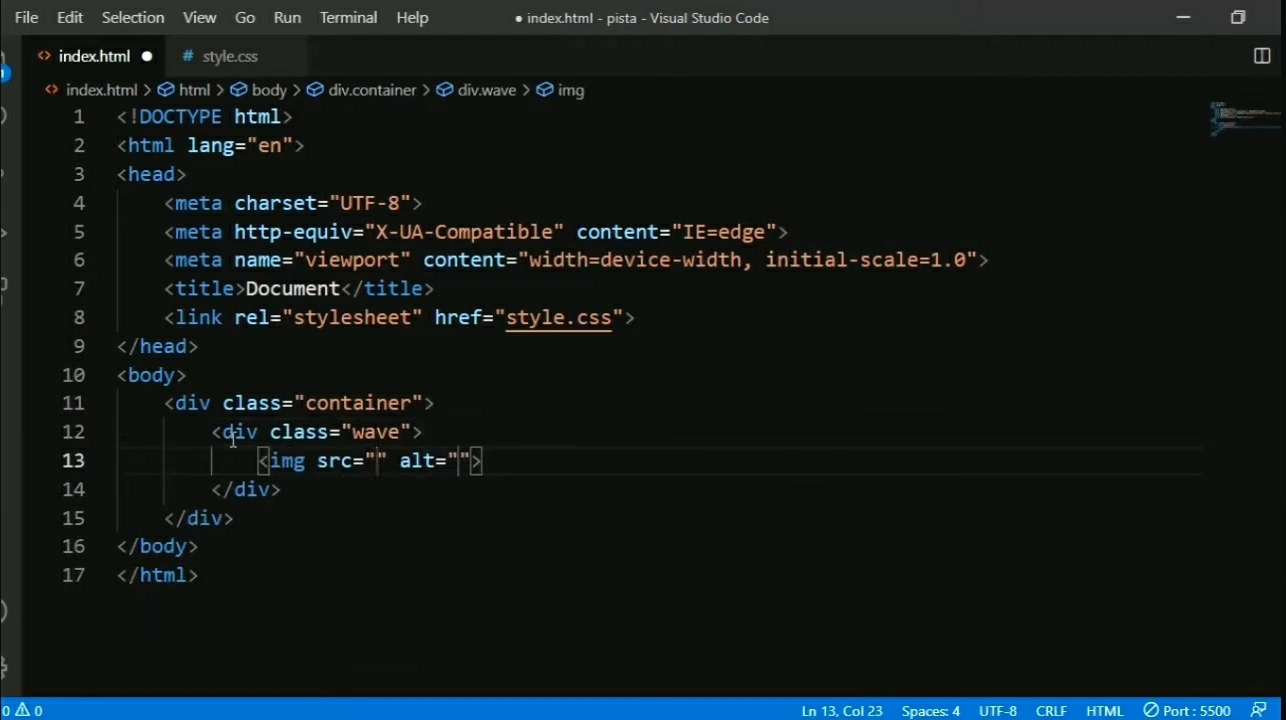 File Edit Selection View Go Run Terminal Help ● index.html - pista - Visual Studio Code
<> index.html ● # style.css
<> index.html > html > body > div.container > div.wave > img
1 <!DOCTYPE html>
2 <html lang="en">
3 <head>
4     <meta charset="UTF-8">
5     <meta http-equiv="X-UA-Compatible" content="IE=edge">
6     <meta name="viewport" content="width=device-width, initial-scale=1.0">
7     <title>Document</title>
8     <link rel="stylesheet" href="style.css">
9 </head>
10 <body>
11     <div class="container">
12         <div class="wave">
13             <img src="" alt="">
14         </div>
15     </div>
16 </body>
17 </html>
1
0 0 Ln 13, Col 23 Spaces: 4 UTF-8 CRLF HTML Port : 5500